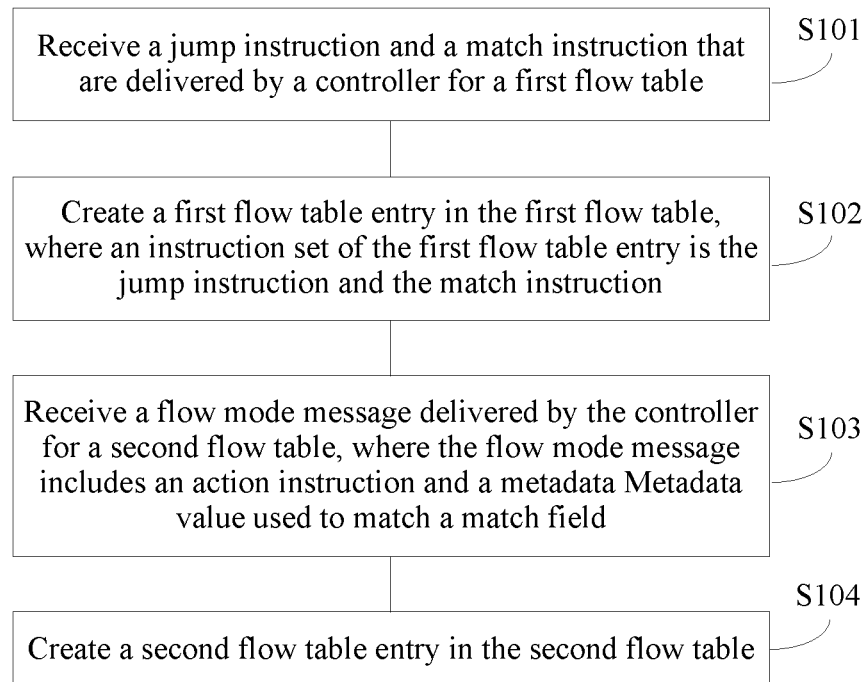 Receive a jump instruction and a match instruction that
are delivered by a controller for a first flow table
S101
Create a first flow table entry in the first flow table,
where an instruction set of the first flow table entry is the
jump instruction and the match instruction
S102
Receive a flow mode message delivered by the controller
for a second flow table, where the flow mode message
includes an action instruction and a metadata Metadata
value used to match a match field
S103
Create a second flow table entry in the second flow table
S104